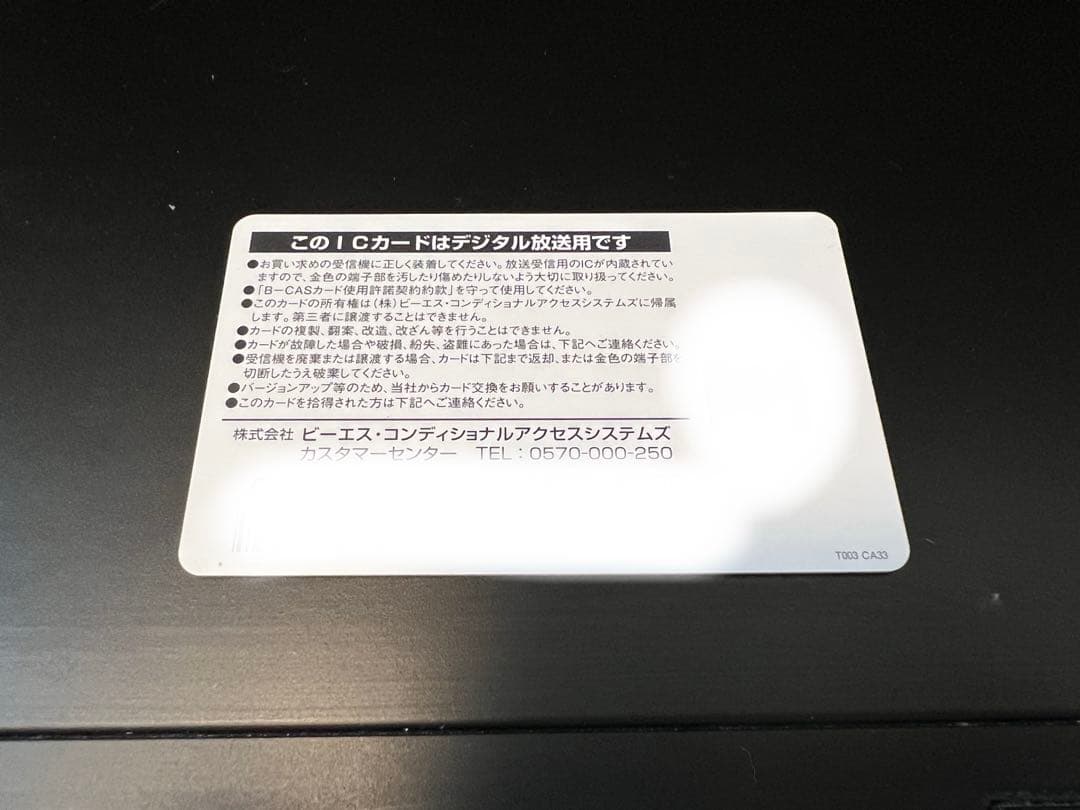 このICカードはデジタル放送用です
●お買い求めの受信機に正しく装着してください。放送受信用のICが内蔵されてい
ますので、金色の端子部を汚したり傷めたりしないよう大切に取り扱ってください。
●「B-CASカード使用許諾契約約款」を守って使用してください。
●このカードの所有権は(株)ビーエス・コンディショナルアクセスシステムズに帰属
します。第三者に譲渡することはできません。
●カードの複製、翻案、改造、改ざん等を行うことはできません。
●カードが故障した場合や破損、紛失、盗難にあった場合は、下記へご連絡ください。
●受信機を廃棄または譲渡する場合、カードは下記まで返却、または金色の端子部を
切断したうえ破棄してください。
●バージョンアップ等のため、当社からカード交換をお願いすることがあります。
●このカードを拾得された方は下記へご連絡ください。
株式会社 ビーエス・コンディショナルアクセスシステムズ
カスタマーセンター TEL：0570-000-250
T003 CA33